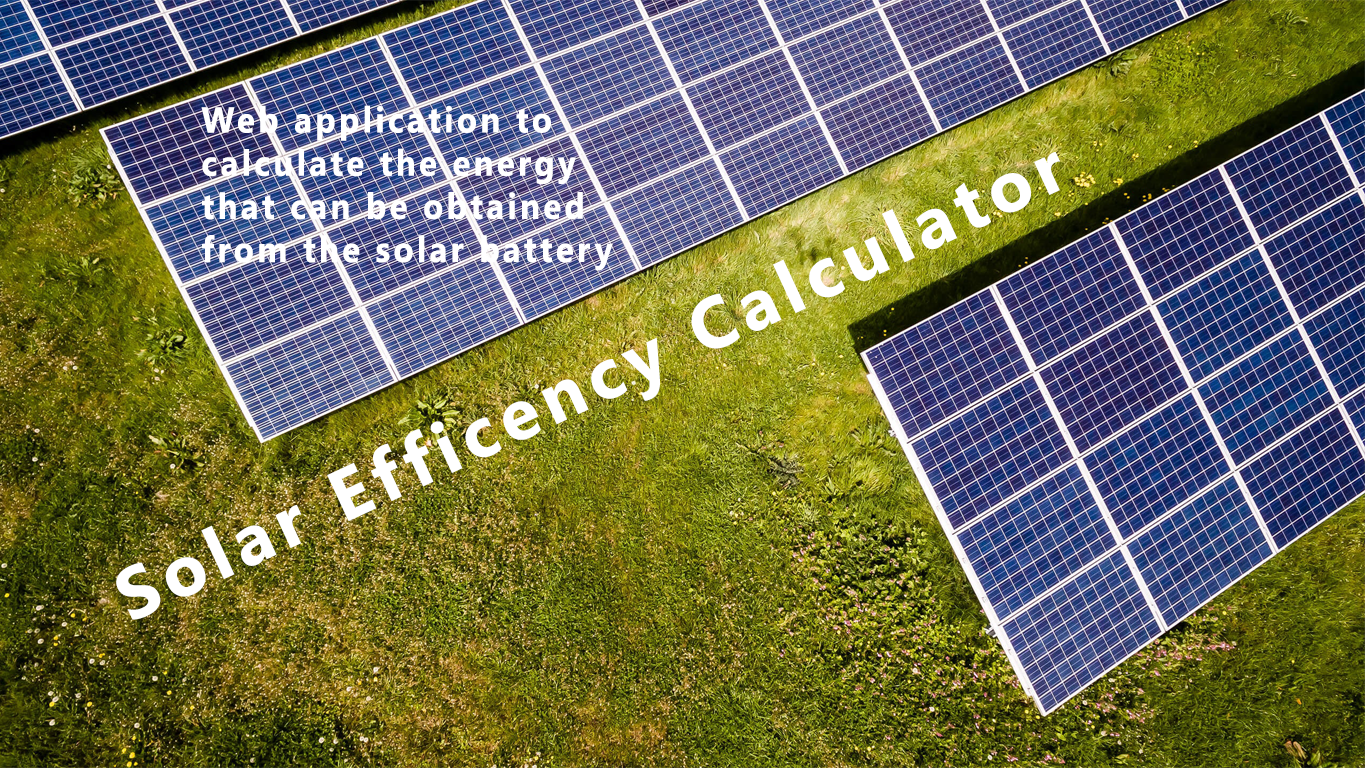 Web application to
calculate the energy
that can be obtained
from the solar battery
Solar Efficency Calculator